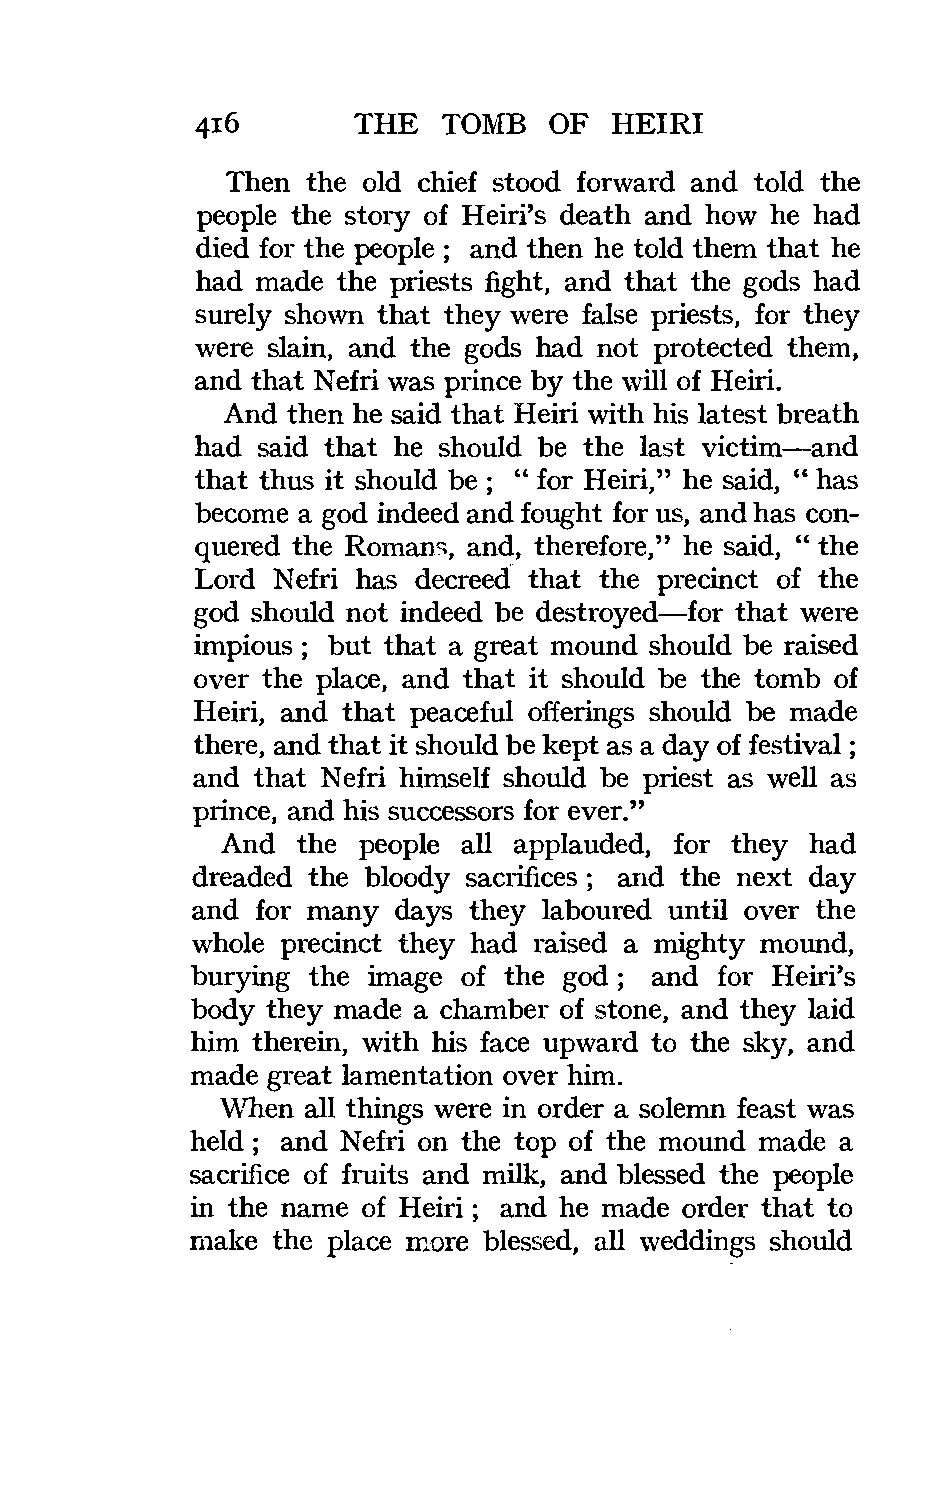 416 THE TOMB OF HEIRI
Then the old chief stood forward and told the
people the story of Heiri's death and how he had
died for the people ; and then he told them that he
had made the priests fight, and that the gods had
surely shown that they were false priests, for they
were slain, and the gods had not protected them,
and that Nefri was prince by the will of Heiri.
And then he said that Heiri with his latest breath
had said that he should be the last victim—and
that thus it should be ; “ for Heiri,” he said, “ has
become a god indeed and fought for us, and has con-
quered the Romans, and, therefore,” he said, “ the
Lord Nefri has decreed that the precinct of the
god should not indeed be destroyed—for that were
impious ; but that a great mound should be raised
over the place, and that it should be the tomb of
Heiri, and that peaceful offerings should be made
there, and that it should be kept as a day of festival ;
and that Nefri himself should be priest as well as
prince, and his successors for ever.”
And the people all applauded, for they had
dreaded the bloody sacrifices ; and the next day
and for many days they laboured until over the
whole precinct they had raised a mighty mound,
burying the image of the god ; and for Heiri's
body they made a chamber of stone, and they laid
him therein, with his face upward to the sky, and
made great lamentation over him.
When all things were in order a solemn feast was
held ; and Nefri on the top of the mound made a
sacrifice of fruits and milk, and blessed the people
in the name of Heiri ; and he made order that to
make the place more blessed, all weddings should